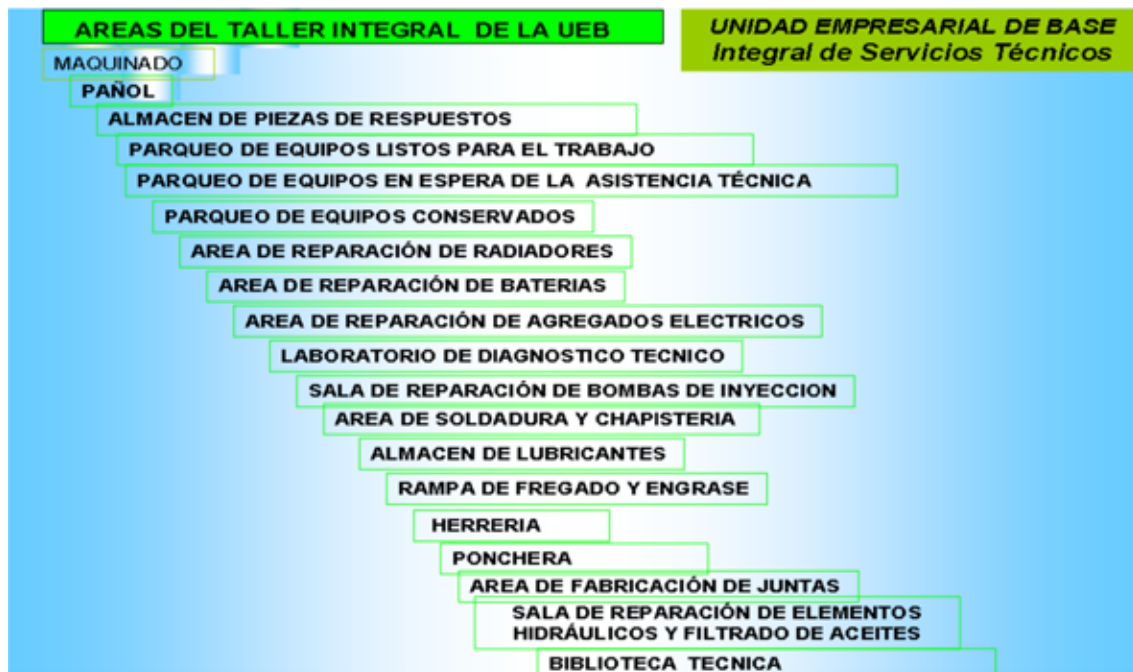 AREAS DEL TALLER INTEGRAL DE LA UEB
UNIDAD EMPRESARIAL DE BASE
Integral de Servicios Técnicos
MAQUINADO
PAÑOL
ALMACEN DE PIEZAS DE RESPUESTOS
PARQUEO DE EQUIPOS LISTOS PARA EL TRABAJO
PARQUEO DE EQUIPOS EN ESPERA DE LA ASISTENCIA TÉCNICA
PARQUEO DE EQUIPOS CONSERVADOS
AREA DE REPARACIÓN DE RADIADORES
AREA DE REPARACIÓN DE BATERIAS
AREA DE REPARACIÓN DE AGREGADOS ELECTRICOS
LABORATORIO DE DIAGNOSTICO TECNICO
SALA DE REPARACIÓN DE BOMBAS DE INYECCION
AREA DE SOLDADURA Y CHAPISTERIA
ALMACEN DE LUBRICANTES
RAMPA DE FREGADO Y ENGRASE
HERRERIA
PONCHERA
AREA DE FABRICACIÓN DE JUNTAS
SALA DE REPARACIÓN DE ELEMENTOS
HIDRÁULICOS Y FILTRADO DE ACEITES
BIBLIOTECA TECNICA